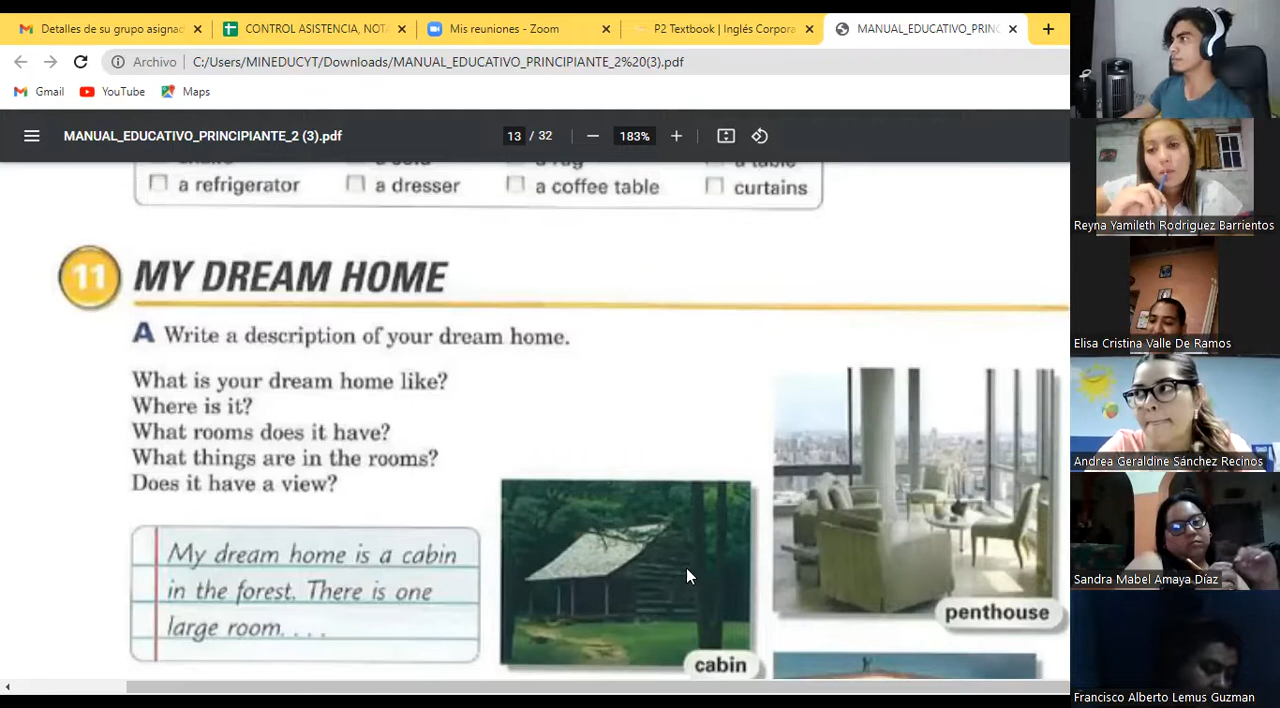 Detalles de su grupo asignad
CONTROL ASISTENCIA, NOT
Mis reuniones - Zoom
P2 Textbook | Inglés Corpora
MANUAL_EDUCATIVO_PRIN
Archivo
C:/Users/MINEDUCYT/Downloads/MANUAL_EDUCATIVO_PRINCIPIANTE_2%20(3).pdf
Gmail
YouTube
Maps
MANUAL_EDUCATIVO_PRINCIPIANTE_2 (3).pdf
13 / 32
183%
a rug
a table
a refrigerator
a dresser
a coffee table
curtains
11 MY DREAM HOME
A Write a description of your dream home.
What is your dream home like?
Where is it?
What rooms does it have?
What things are in the rooms?
Does it have a view?
My dream home is a cabin
in the forest. There is one
large room. . . .
cabin
penthouse
Reyna Yamileth Rodriguez Barrientos
Elisa Cristina Valle De Ramos
Andrea Geraldine Sánchez Recinos
Sandra Mabel Amaya Díaz
Francisco Alberto Lemus Guzman